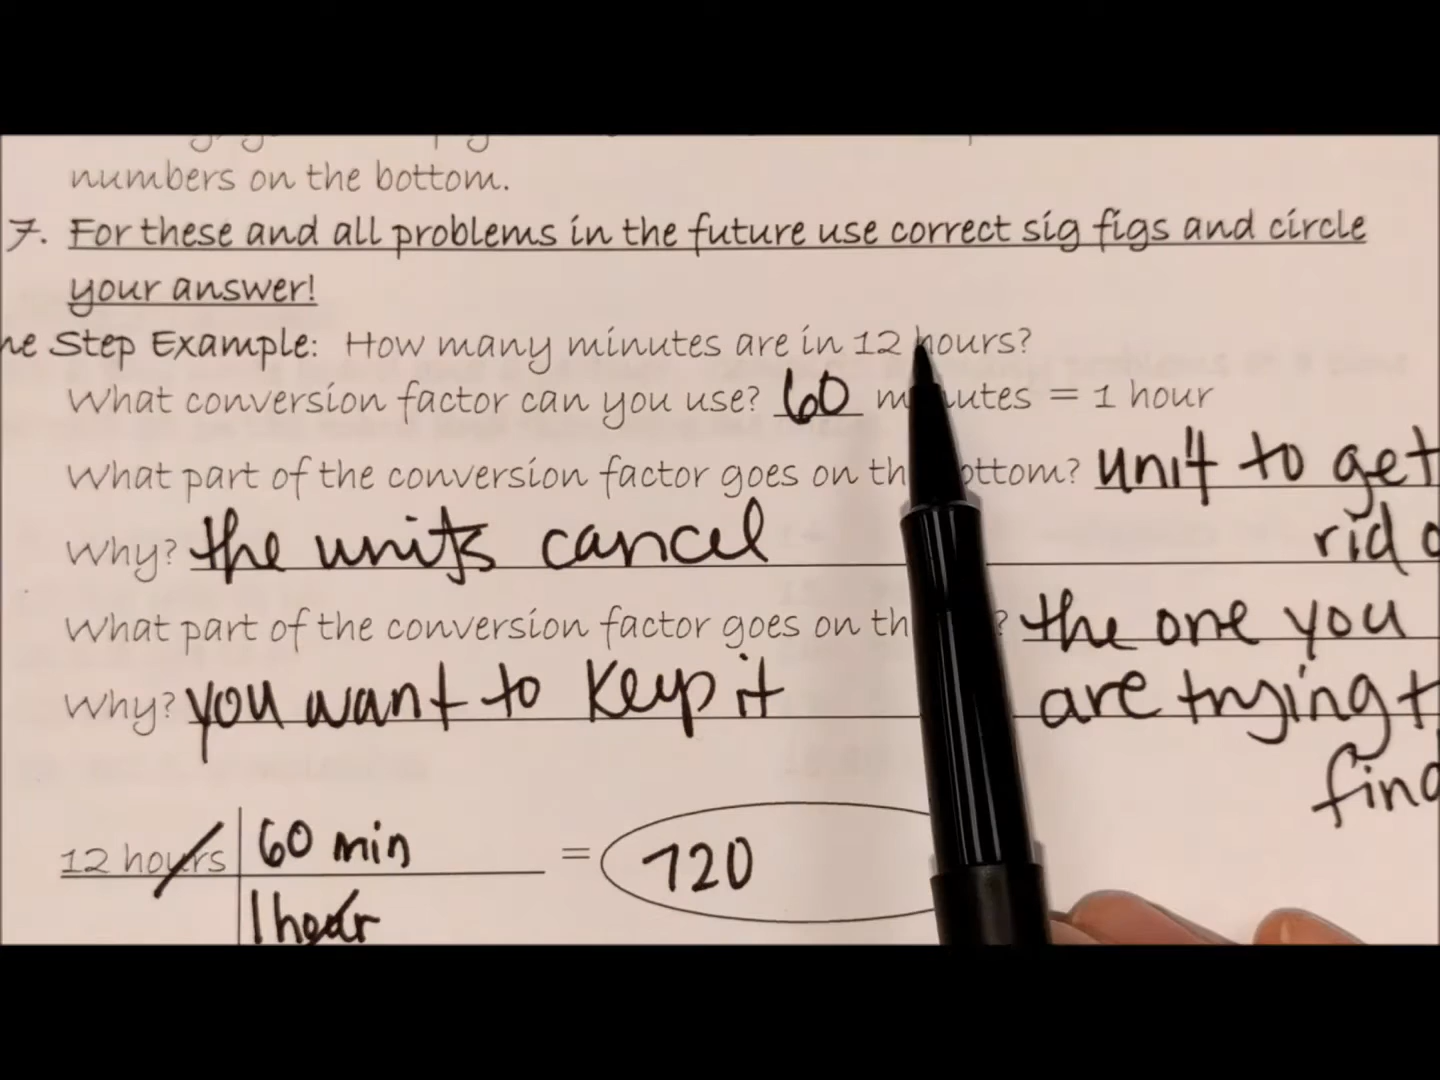 numbers on the bottom.
7. For these and all problems in the future use correct sig figs and circle
your answer!
Step Example: How many minutes are in 12 hours?
What conversion factor can you use? 60 minutes = 1 hour
What part of the conversion factor goes on the bottom? unit to get
rid
Why? the units cancel
What part of the conversion factor goes on ? the one you
are trying
Why? you want to keep it
find
12 hours 60 min = 720
1 hour